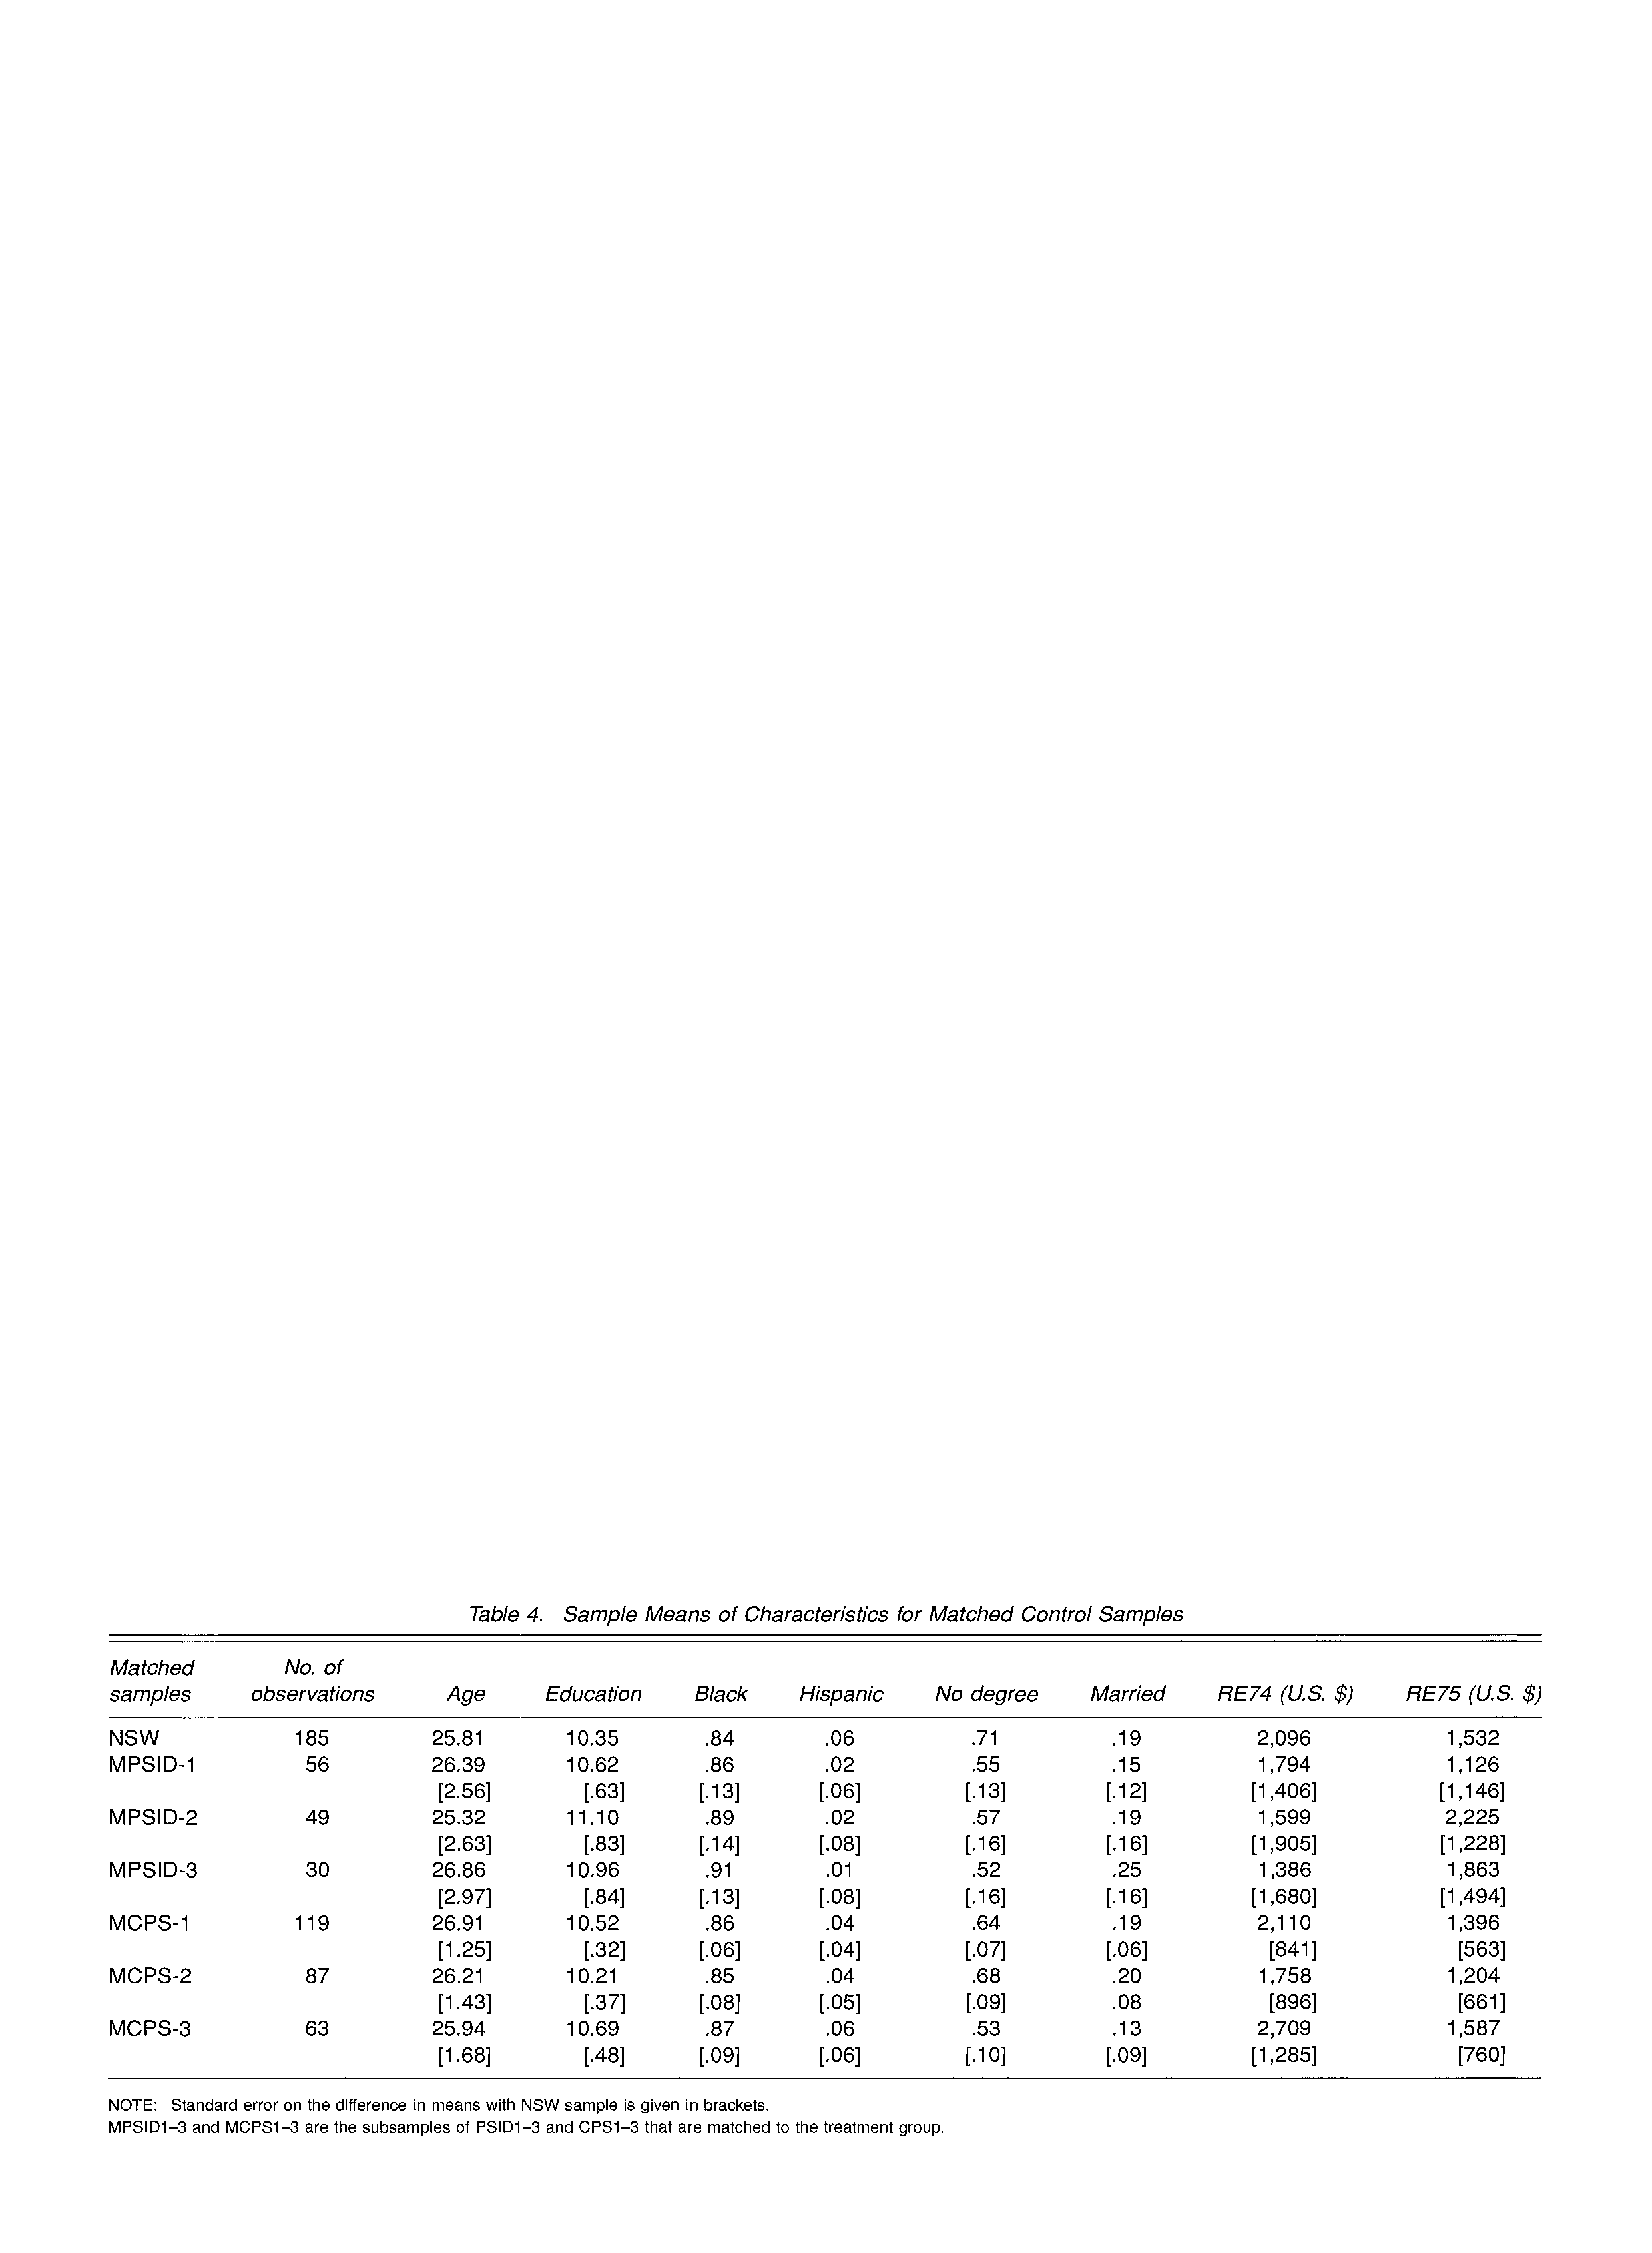 Table 4. Sample Means of Characteristics for Matched Control Samples
Matched samples No. of observations Age Education Black Hispanic No degree Married RE74 (U.S. $) RE75 (U.S. $)
NSW 185 25.81 10.35 .84 .06 .71 .19 2,096 1,532
MPSID-1 56 26.39 10.62 .86 .02 .55 .15 1,794 1,126
[2.56] [.63] [.13] [.06] [.13] [.12] [1,406] [1,146]
MPSID-2 49 25.32 11.10 .89 .02 .57 .19 1,599 2,225
[2.63] [.83] [.14] [.08] [.16] [.16] [1,905] [1,228]
MPSID-3 30 26.86 10.96 .91 .01 .52 .25 1,386 1,863
[2.97] [.84] [.13] [.08] [.16] [.16] [1,680] [1,494]
MCPS-1 119 26.91 10.52 .86 .04 .64 .19 2,110 1,396
[1.25] [.32] [.06] [.04] [.07] [.06] [841] [563]
MCPS-2 87 26.21 10.21 .85 .04 .68 .20 1,758 1,204
[1.43] [.37] [.08] [.05] [.09] .08 [896] [661]
MCPS-3 63 25.94 10.69 .87 .06 .53 .13 2,709 1,587
[1.68] [.48] [.09] [.06] [.10] [.09] [1,285] [760]
NOTE: Standard error on the difference in means with NSW sample is given in brackets.
MPSID1–3 and MCPS1–3 are the subsamples of PSID1–3 and CPS1–3 that are matched to the treatment group.